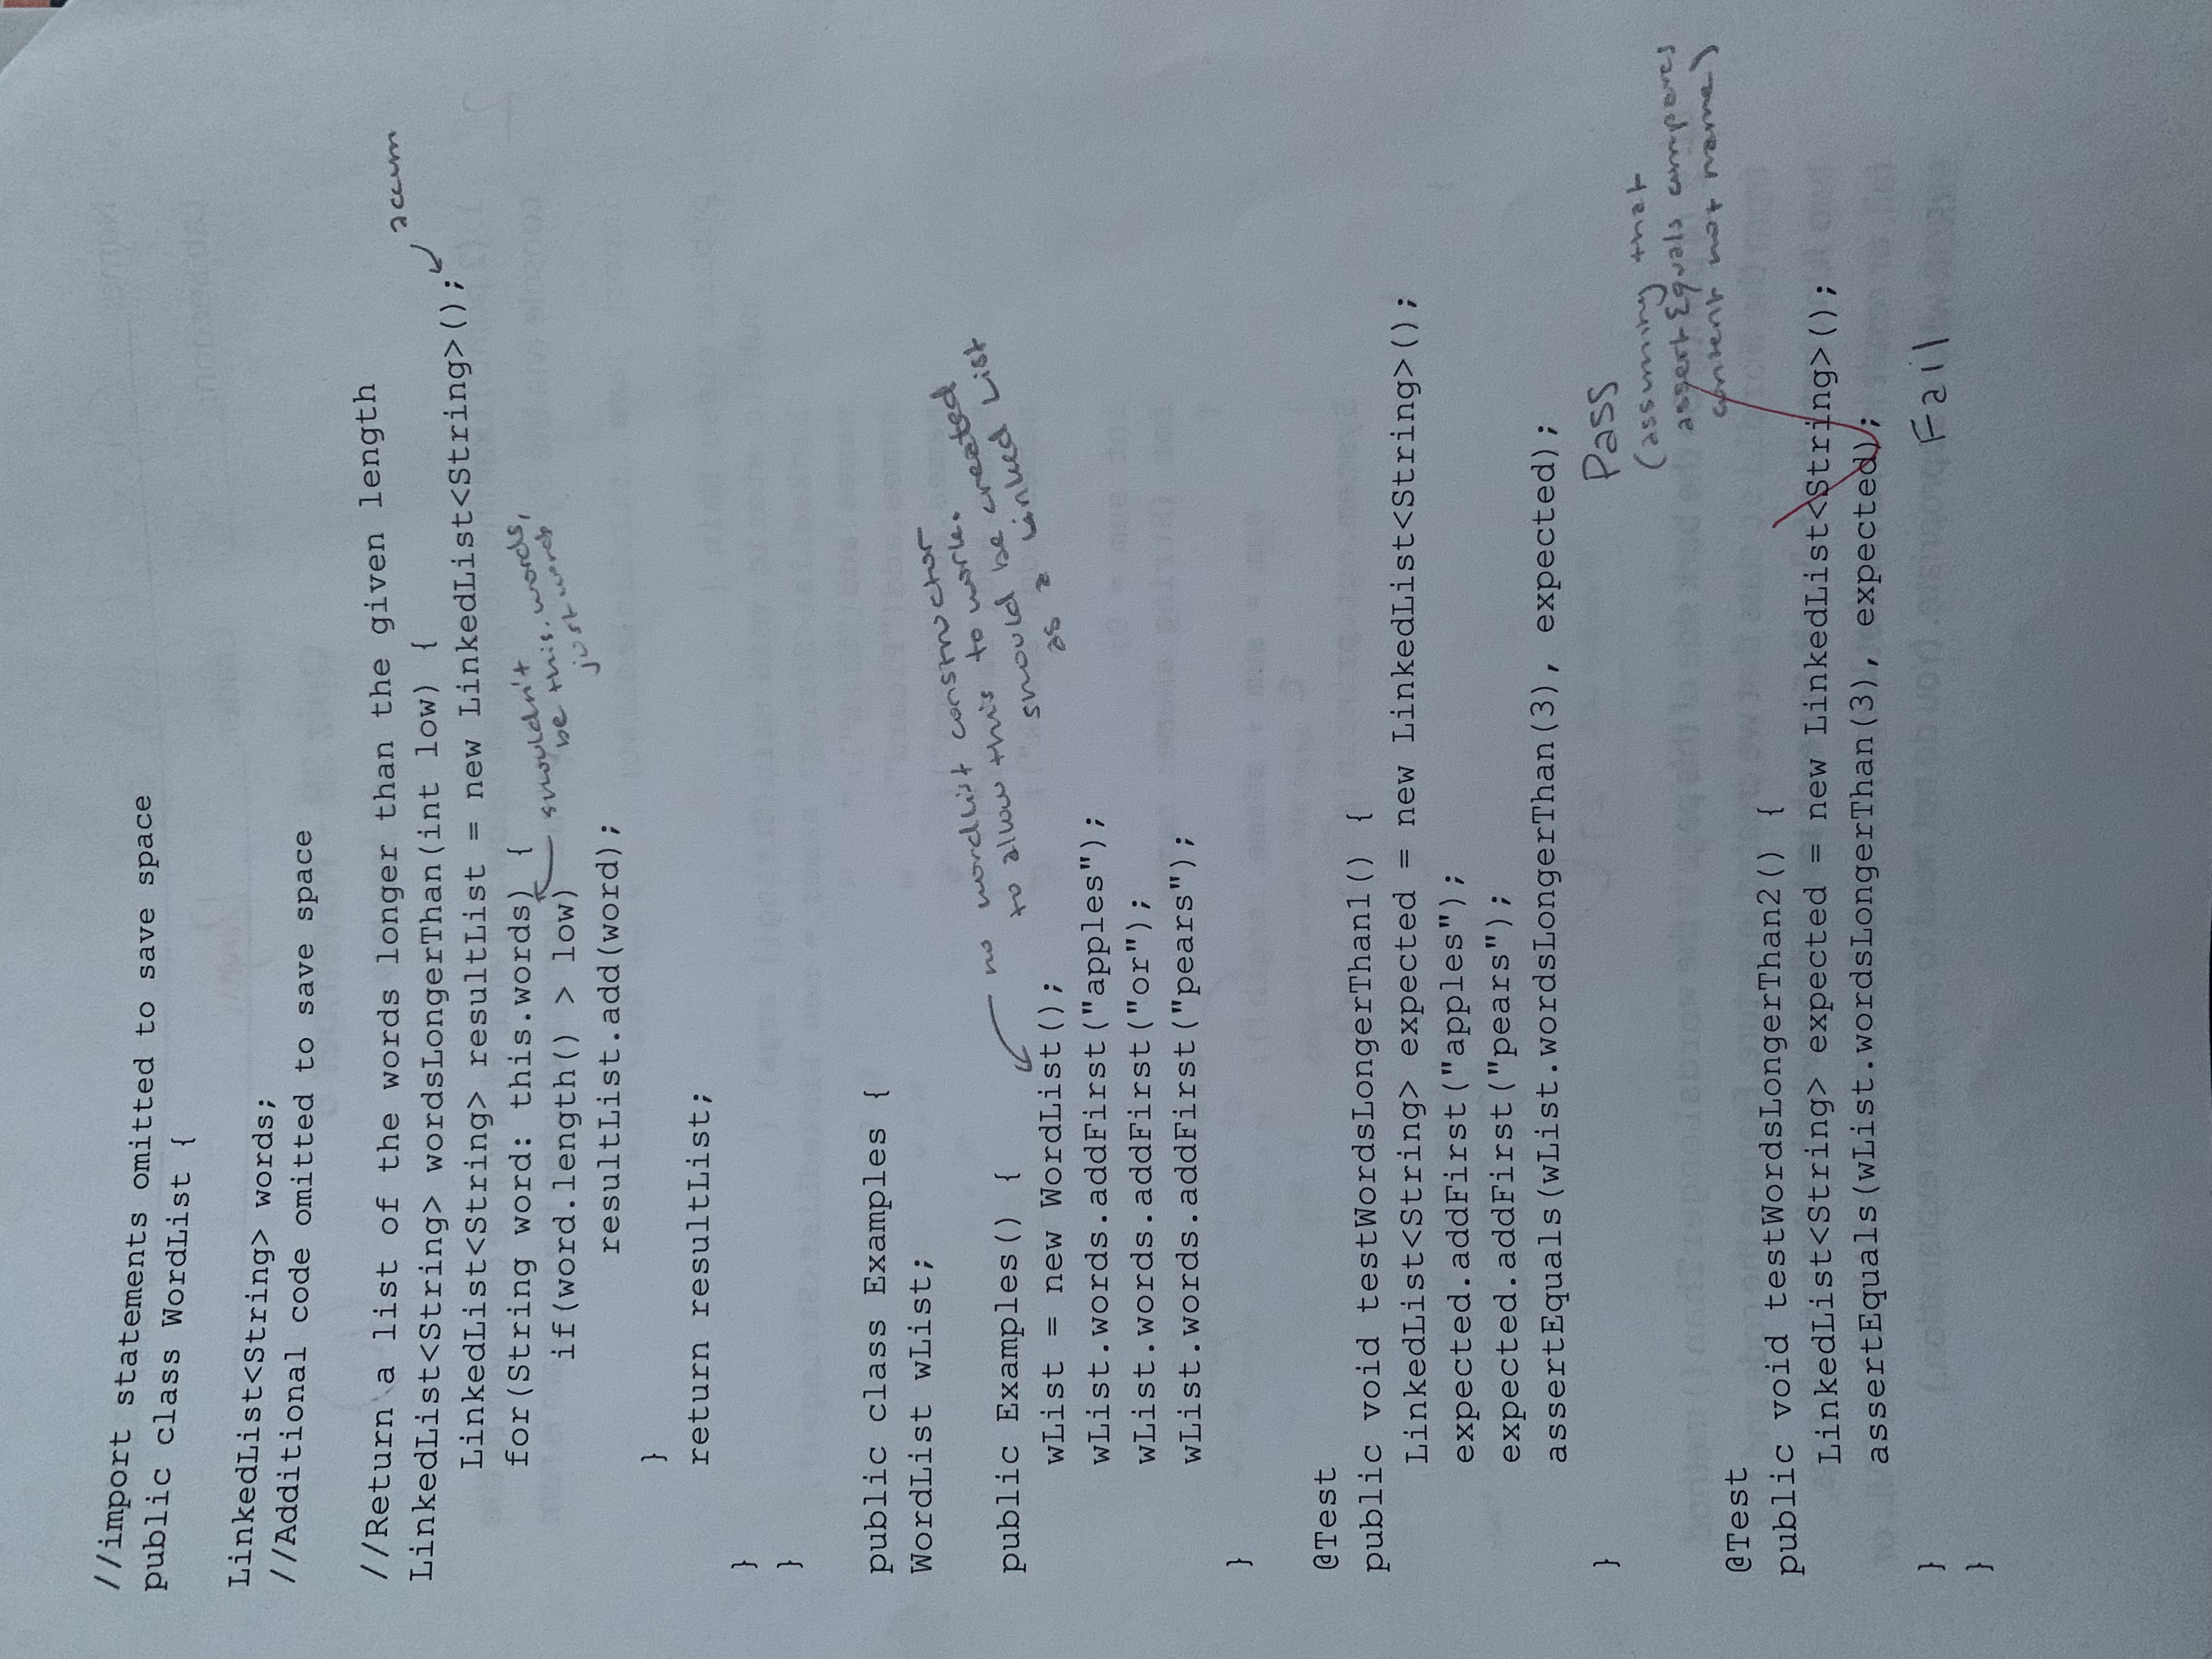 //import statements omitted to save space
public class WordList {
LinkedList<String> words;
//Additional code omitted to save space
//Return a list of the words longer than the given length
LinkedList<String> wordsLongerThan(int low) {
accum
LinkedList<String> resultList = new LinkedList<String>();
for(String word: this.words) {
shouldn't
be this.words,
just words
if(word.length() > low)
resultList.add(word);
}
return resultList;
}
}
public class Examples {
WordList wList;
no wordlist constructor
to allow this to work.
should be created
as a Linked List
public Examples() {
wList = new WordList();
wList.words.addFirst("apples");
wList.words.addFirst("or");
wList.words.addFirst("pears");
}
@Test
public void testWordsLongerThan1() {
LinkedList<String> expected = new LinkedList<String>();
expected.addFirst("apples");
expected.addFirst("pears");
assertEquals(wList.wordsLongerThan(3), expected);
}
Pass
(assuming that
assertEquals compares
content not name)
@Test
public void testWordsLongerThan2() {
LinkedList<String> expected = new LinkedList<String>();
assertEquals(wList.wordsLongerThan(3), expected);
}
Fail
}